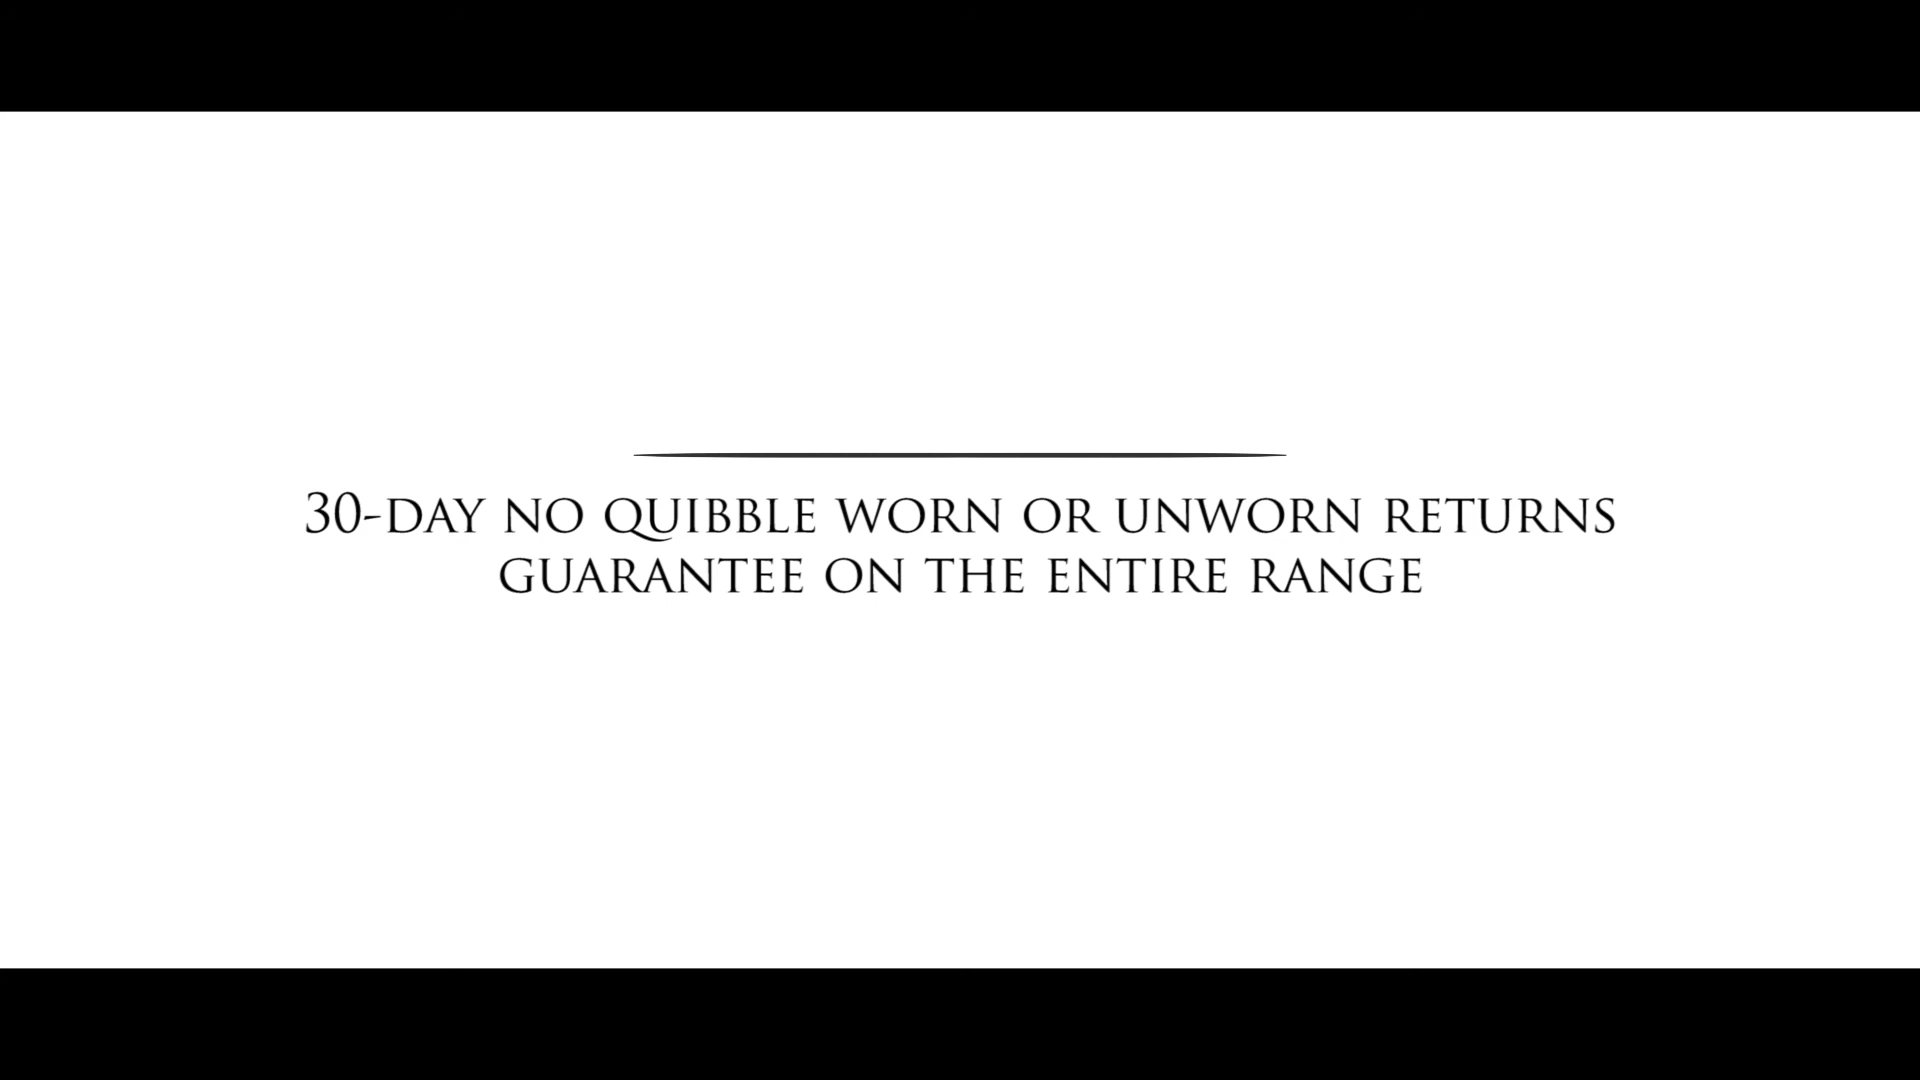 30-DAY NO QUIBBLE WORN OR UNWORN RETURNS
GUARANTEE ON THE ENTIRE RANGE